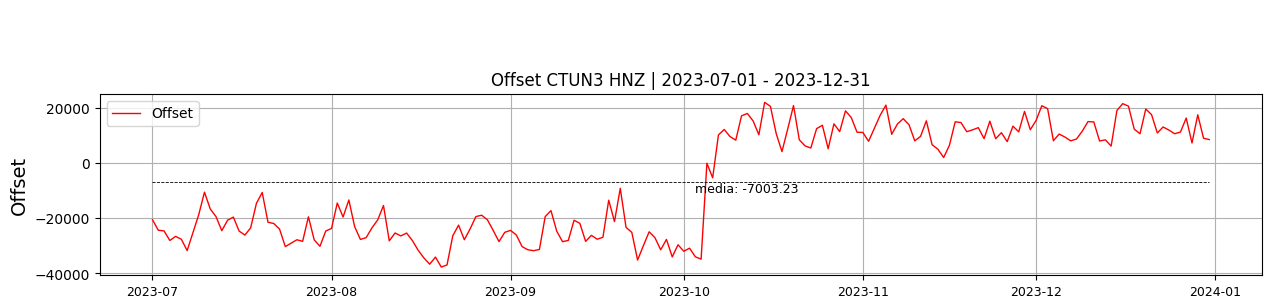 Offset CTUN3 HNZ | 2023-07-01 - 2023-12-31
Offset
20000
0
−20000
−40000
Offset
media: -7003.23
2023-07
2023-08
2023-09
2023-10
2023-11
2023-12
2024-01